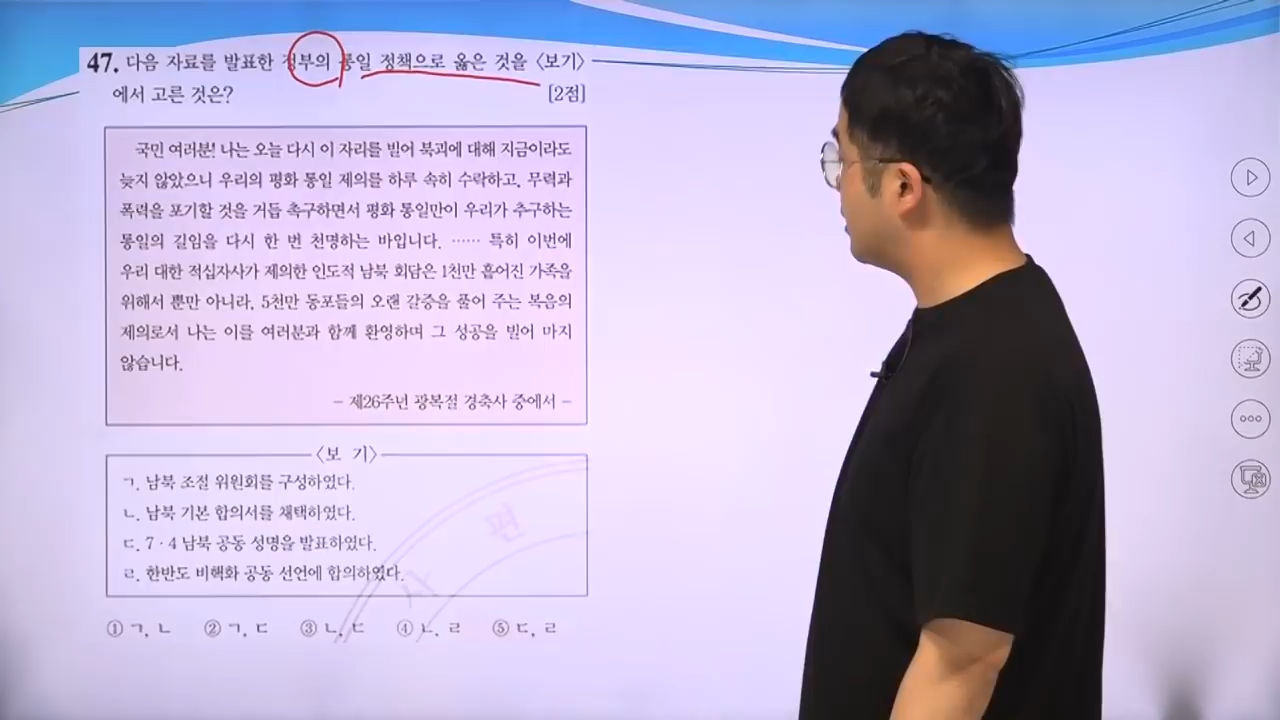 47. 다음 자료를 발표한 정부의 통일 정책으로 옳은 것을 〈보기〉
에서 고른 것은? [2점]
국민 여러분! 나는 오늘 다시 이 자리를 빌어 북괴에 대해 지금이라도
늦지 않았으니 우리의 평화 통일 제의를 하루 속히 수락하고, 무력과
폭력을 포기할 것을 거듭 촉구하면서 평화 통일만이 우리가 추구하는
통일의 길임을 다시 한 번 천명하는 바입니다. …… 특히 이번에
우리 대한 적십자사가 제의한 인도적 남북 회담은 1천만 흩어진 가족을
위해서 뿐만 아니라, 5천만 동포들의 오랜 갈증을 풀어 주는 복음의
제의로서 나는 이를 여러분과 함께 환영하며 그 성공을 빌어 마지
않습니다.
- 제26주년 광복절 경축사 중에서 -
〈보 기〉
ㄱ. 남북 조절 위원회를 구성하였다.
ㄴ. 남북 기본 합의서를 채택하였다.
ㄷ. 7·4 남북 공동 성명을 발표하였다.
ㄹ. 한반도 비핵화 공동 선언에 합의하였다.
① ㄱ, ㄴ ② ㄱ, ㄷ ③ ㄴ, ㄷ ④ ㄴ, ㄹ ⑤ ㄷ, ㄹ
사 편